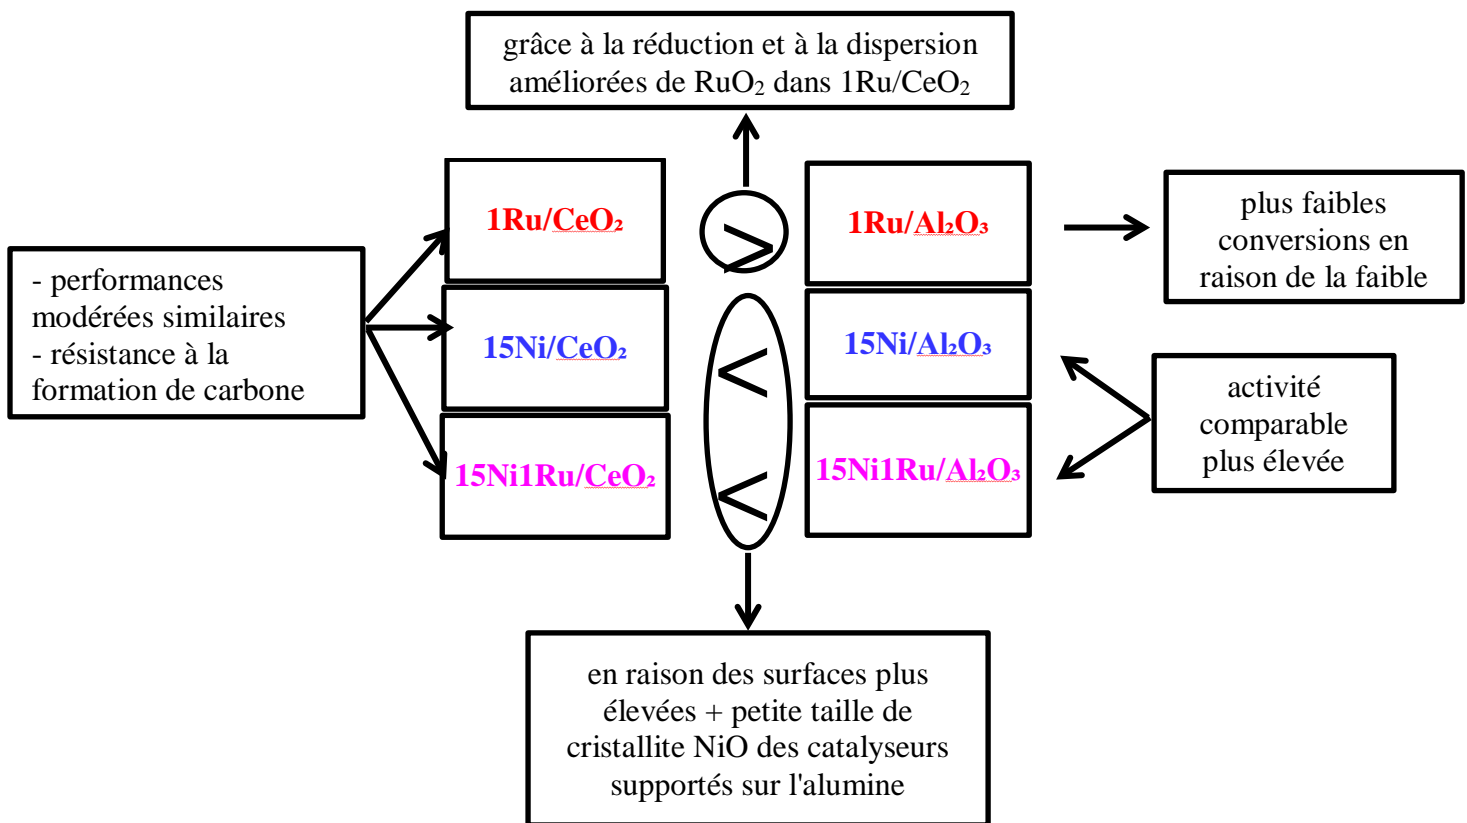 grâce à la réduction et à la dispersion
améliorées de RuO₂ dans 1Ru/CeO₂
1Ru/CeO₂
>
1Ru/Al₂O₃
plus faibles
conversions en
raison de la faible
- performances
modérées similaires
- résistance à la
formation de carbone
15Ni/CeO₂
<
15Ni/Al₂O₃
activité
comparable
plus élevée
15Ni1Ru/CeO₂
<
15Ni1Ru/Al₂O₃
en raison des surfaces plus
élevées + petite taille de
cristallite NiO des catalyseurs
supportés sur l'alumine